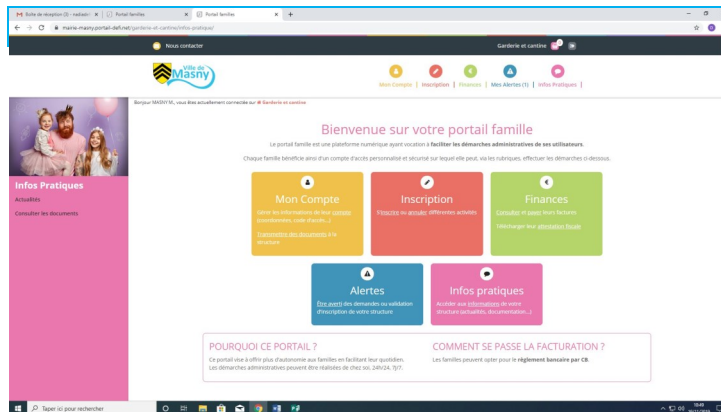 Portail familles
Portail familles
mairie-masny.portail-defi.net/garderie-et-cantine/infos-pratique/
Nous contacter
Garderie et cantine
Ville de
Masny
Mon Compte | Inscription | Finances | Mes Alertes (1) | Infos Pratiques |
Bonjour MASNY M., vous êtes actuellement connectée sur # Garderie et cantine
Bienvenue sur votre portail famille
Le portail famille est une plateforme numérique ayant vocation à faciliter les démarches administratives de ses utilisateurs.
Chaque famille bénéficie ainsi d'un compte d'accès personnalisé et sécurisé sur lequel elle peut, via les rubriques, effectuer les démarches ci-dessous.
Infos Pratiques
Actualités
Consulter les documents
Mon Compte
Gérer les informations de leur compte
(coordonnées, code d'accès...)
Transmettre des documents à la
structure
Inscription
S'inscrire ou annuler différentes activités
Finances
Consulter et payer leurs factures
Télécharger leur attestation fiscale
Alertes
Être averti des demandes ou validation
d'inscription de votre structure
Infos pratiques
Accéder aux informations de votre
structure (actualités, documentation...)
POURQUOI CE PORTAIL ?
Ce portail vise à offrir plus d'autonomie aux familles en facilitant leur quotidien.
Les démarches administratives peuvent être réalisées de chez soi. 24h/24, 7j/7.
COMMENT SE PASSE LA FACTURATION ?
Les familles peuvent opter pour le règlement bancaire par CB.
Taper ici pour rechercher